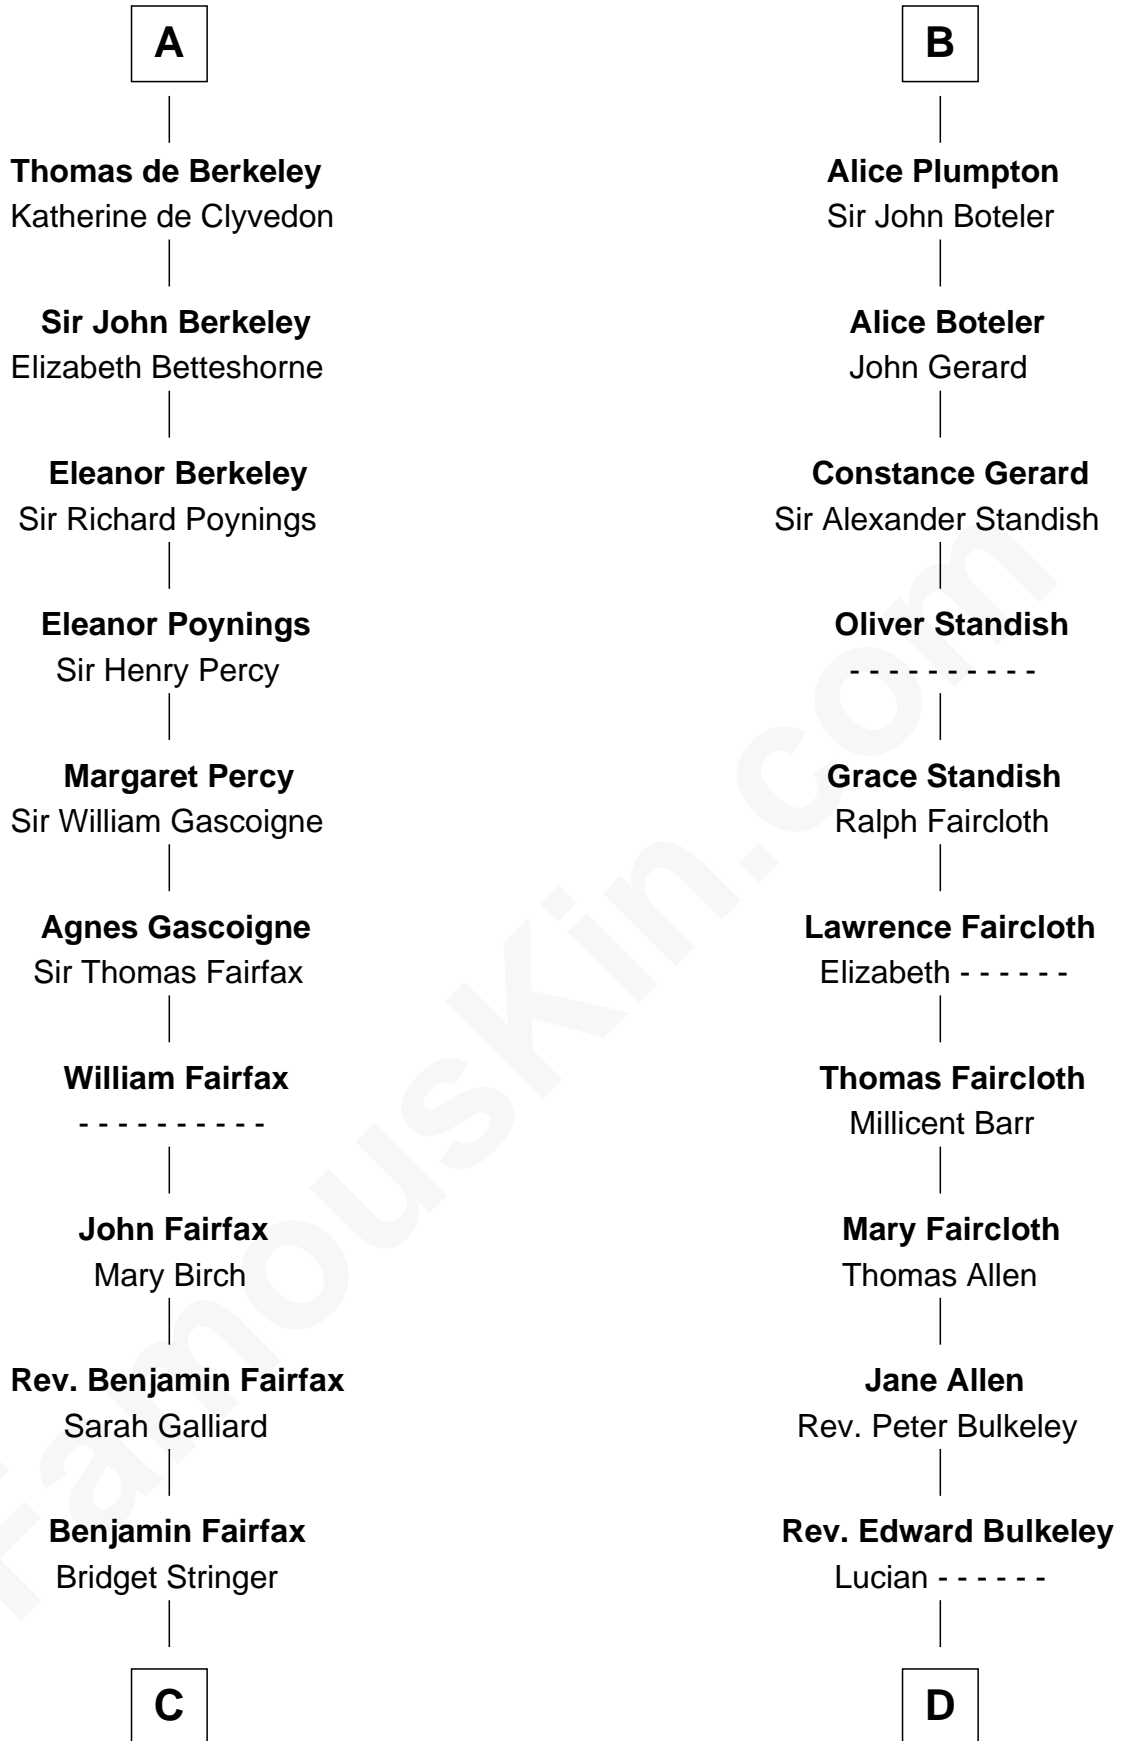 A
Thomas de Berkeley
Katherine de Clyvedon
Sir John Berkeley
Elizabeth Betteshorne
Eleanor Berkeley
Sir Richard Poynings
Eleanor Poynings
Sir Henry Percy
Margaret Percy
Sir William Gascoigne
Agnes Gascoigne
Sir Thomas Fairfax
William Fairfax
- - - - - - - - - -
John Fairfax
Mary Birch
Rev. Benjamin Fairfax
Sarah Galliard
Benjamin Fairfax
Bridget Stringer
C
B
Alice Plumpton
Sir John Boteler
Alice Boteler
John Gerard
Constance Gerard
Sir Alexander Standish
Oliver Standish
- - - - - - - - - -
Grace Standish
Ralph Faircloth
Lawrence Faircloth
Elizabeth - - - - - -
Thomas Faircloth
Millicent Barr
Mary Faircloth
Thomas Allen
Jane Allen
Rev. Peter Bulkeley
Rev. Edward Bulkeley
Lucian - - - - - -
D
FamousKin.com